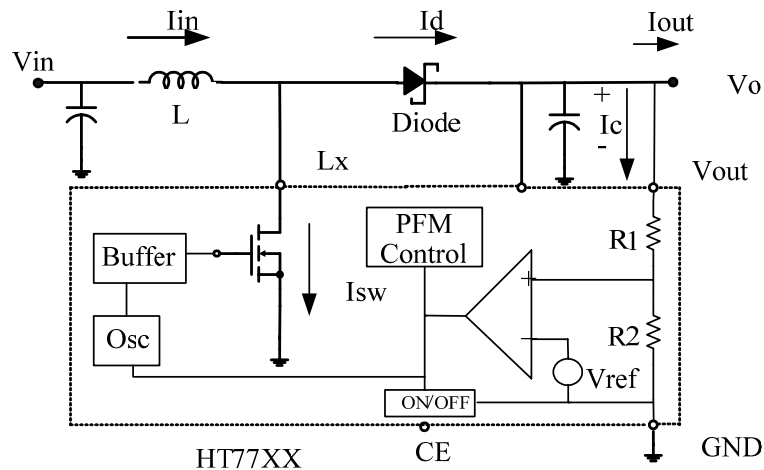 Iin
Id
Iout
Vin
L
Diode
+
Ic
-
Vo
Lx
Vout
Buffer
PFM
Control
R1
Isw
+
Osc
−
R2
Vref
ON/OFF
HT77XX
CE
GND